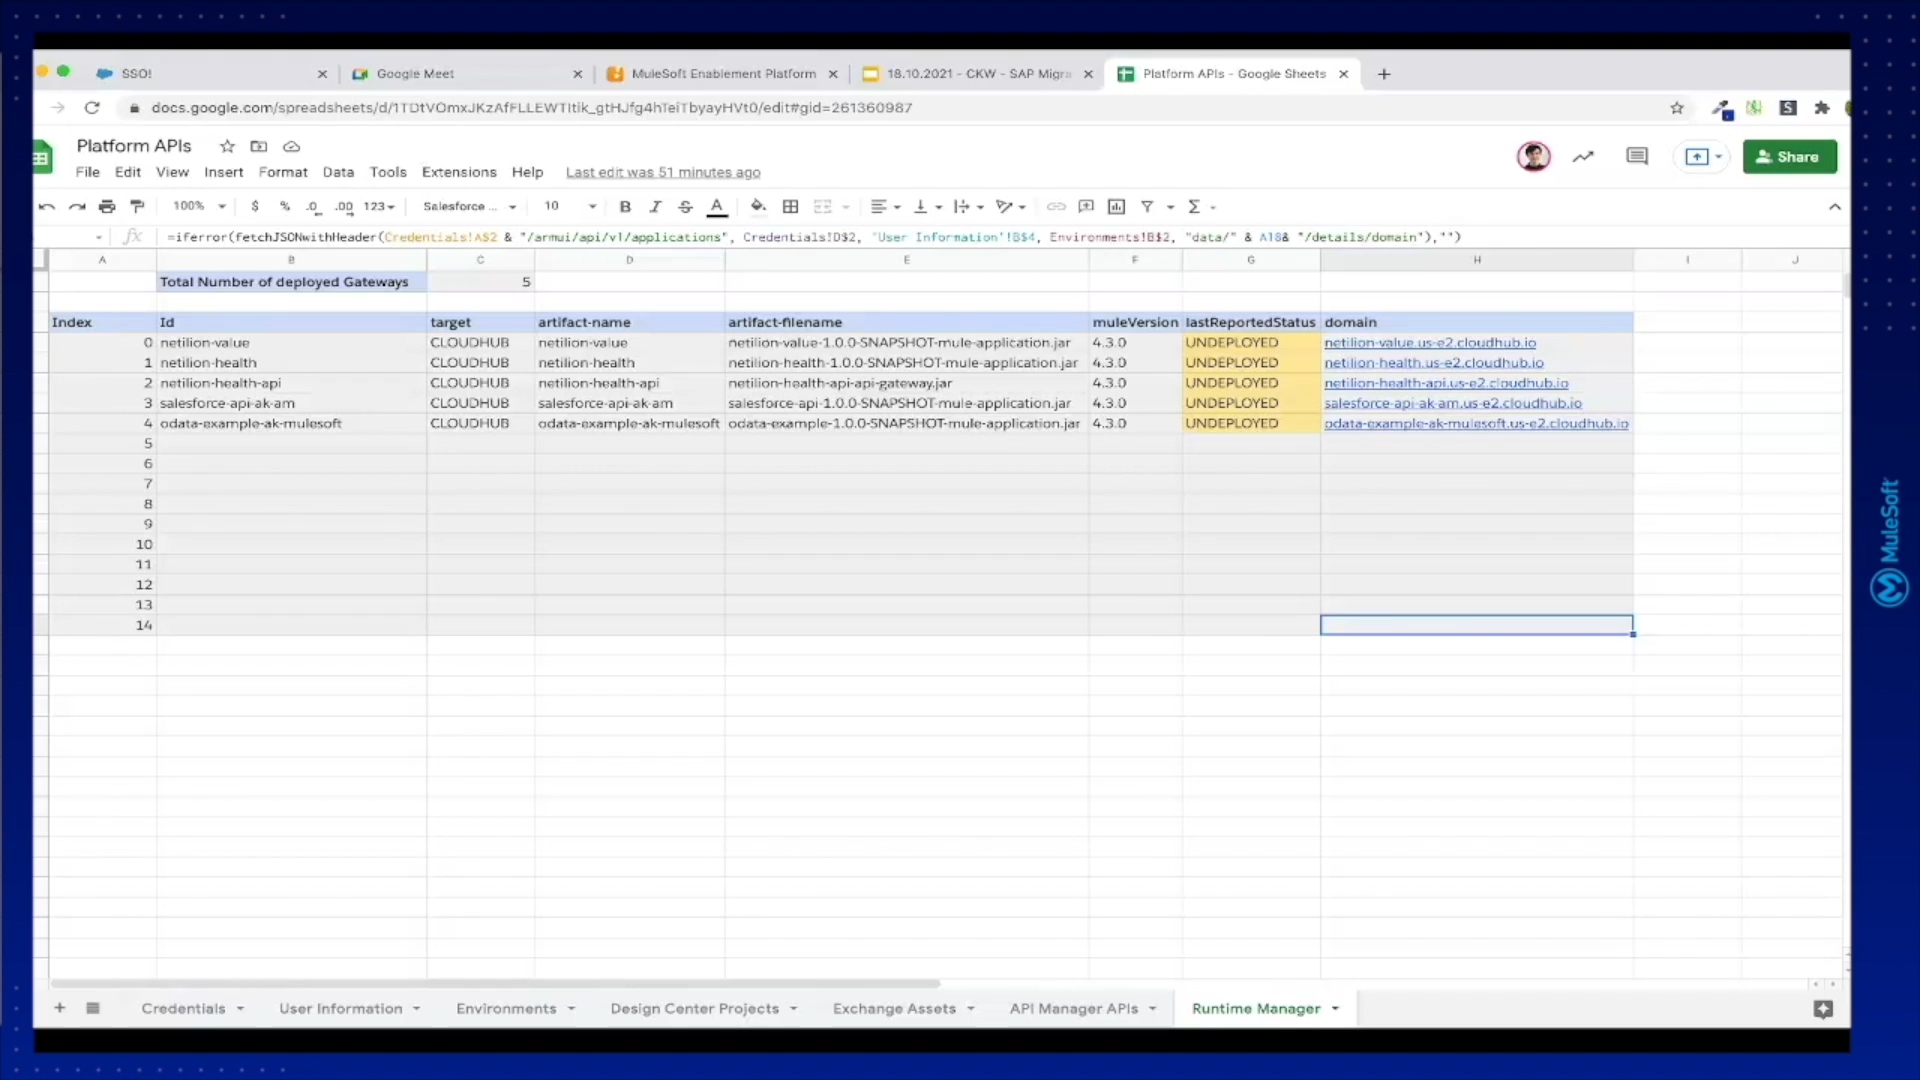 SSO!
Google Meet
MuleSoft Enablement Platform
18.10.2021 - CKW - SAP Migra
Platform APIs - Google Sheets
Platform APIs
File Edit View Insert Format Data Tools Extensions Help Last edit was 51 minutes ago
Share
100% $ % .0 .00 123 Salesforce ... 10 B I S A
fx =iferror(fetchJSONwithHeader(Credentials!A$2 & "/armui/api/v1/applications", Credentials!D$2, 'User Information'!B$4, Environments!B$2, "data/" & A18& "/details/domain"),"")
A B C D E F G H I J
Total Number of deployed Gateways 5
Index Id target artifact-name artifact-filename muleVersion lastReportedStatus domain
0 netilion-value CLOUDHUB netilion-value netilion-value-1.0.0-SNAPSHOT-mule-application.jar 4.3.0 UNDEPLOYED netilion-value.us-e2.cloudhub.io
1 netilion-health CLOUDHUB netilion-health netilion-health-1.0.0-SNAPSHOT-mule-application.jar 4.3.0 UNDEPLOYED netilion-health.us-e2.cloudhub.io
2 netilion-health-api CLOUDHUB netilion-health-api netilion-health-api-api-gateway.jar 4.3.0 UNDEPLOYED netilion-health-api.us-e2.cloudhub.io
3 salesforce-api-ak-am CLOUDHUB salesforce-api-ak-am salesforce-api-1.0.0-SNAPSHOT-mule-application.jar 4.3.0 UNDEPLOYED salesforce-api-ak-am.us-e2.cloudhub.io
4 odata-example-ak-mulesoft CLOUDHUB odata-example-ak-mulesoft odata-example-1.0.0-SNAPSHOT-mule-application.jar 4.3.0 UNDEPLOYED odata-example-ak-mulesoft.us-e2.cloudhub.io
5
6
7
8
9
10
11
12
13
14
Credentials User Information Environments Design Center Projects Exchange Assets API Manager APIs Runtime Manager
MuleSoft